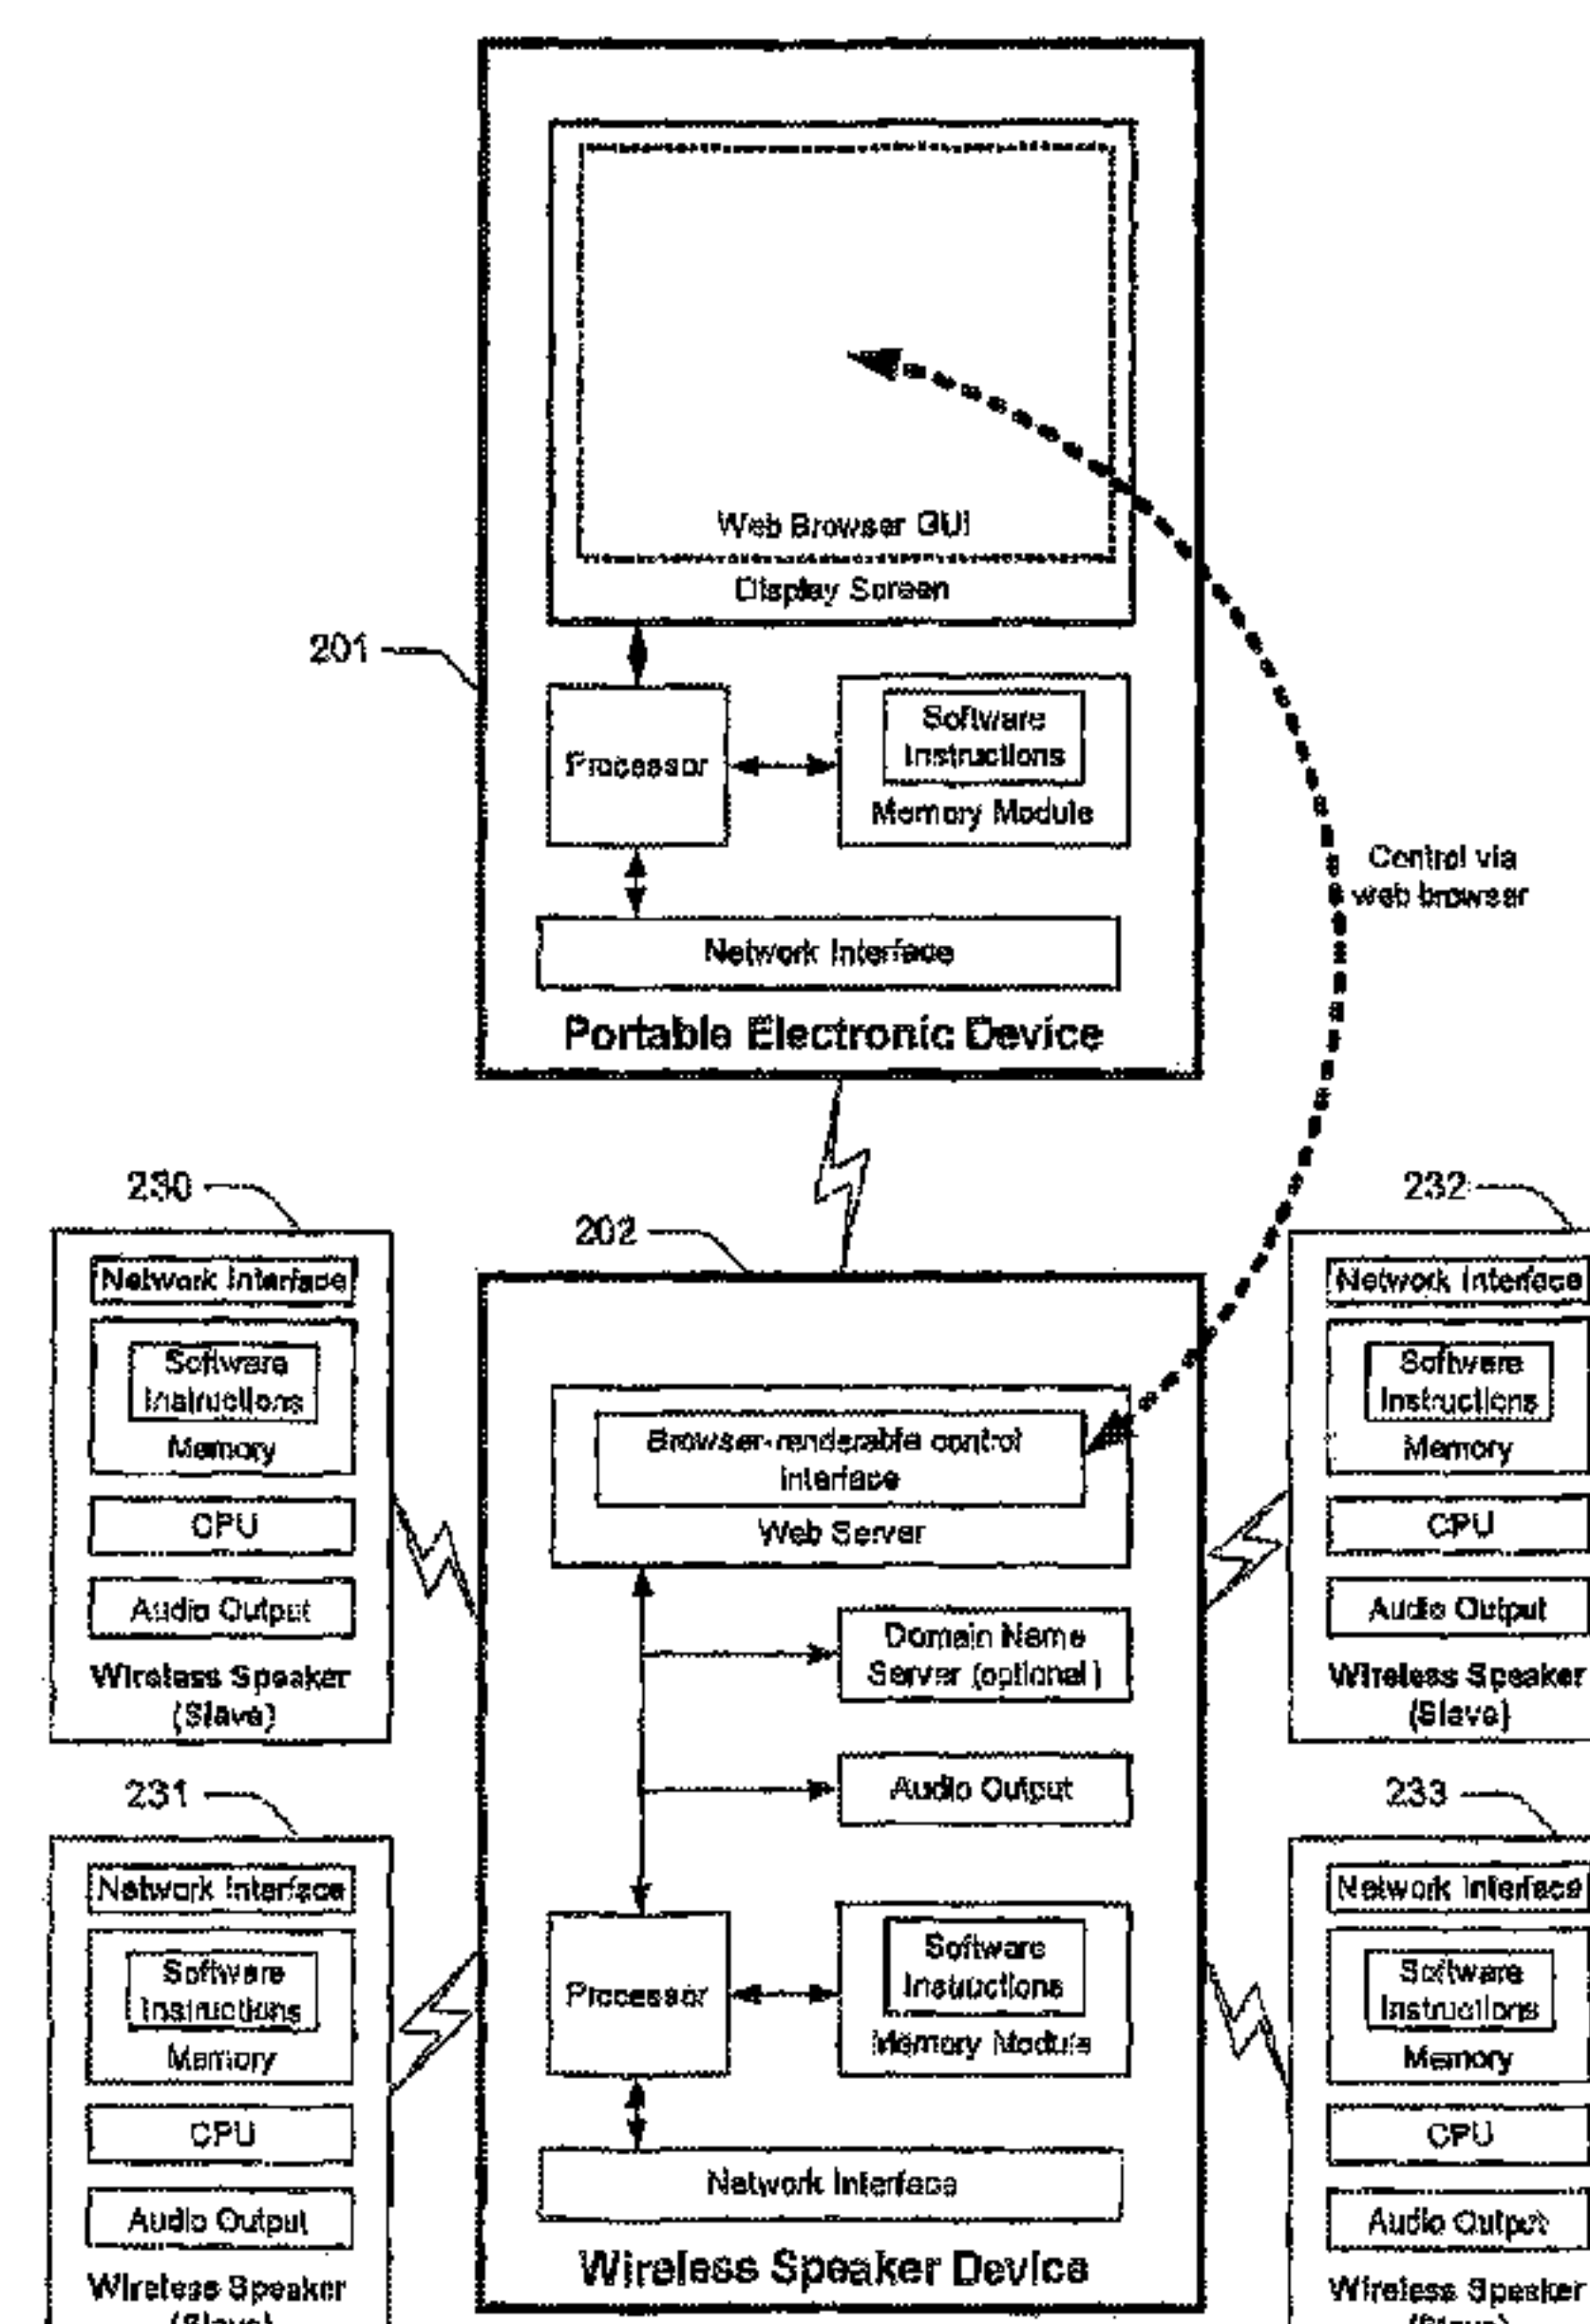 Web Browser GUI
Display Screen
201
Processor
Software
Instructions
Memory Module
Network Interface
Portable Electronic Device
Control via
web browser
230
Network Interface
Software
Instructions
Memory
CPU
Audio Output
Wireless Speaker
(Slave)
202
Browser-renderable control
interface
Web Server
Domain Name
Server (optional)
Audio Output
Processor
Software
Instructions
Memory Module
Network Interface
Wireless Speaker Device
232
Network Interface
Software
Instructions
Memory
CPU
Audio Output
Wireless Speaker
(Slave)
231
Network Interface
Software
Instructions
Memory
CPU
Audio Output
Wireless Speaker
(Slave)
233
Network Interface
Software
Instructions
Memory
CPU
Audio Output
Wireless Speaker
(Slave)